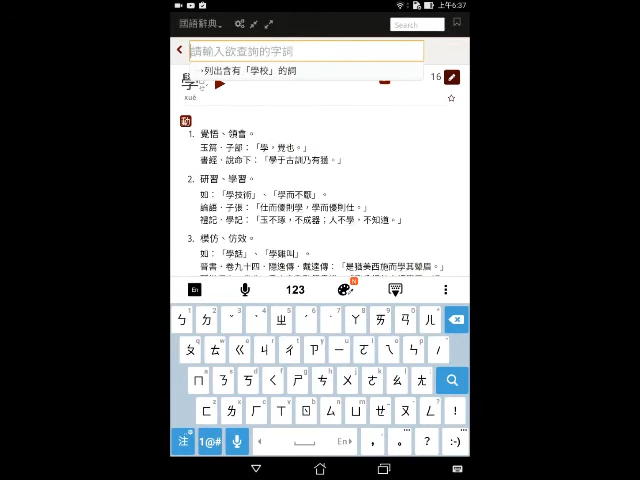 上午6:37
國語辭典
Search
請輸入欲查詢的字詞
→列出含有「學校」的詞
學
16
xué
動
1. 覺悟、領會。
玉篇．子部：「學，覺也。」
書經．說命下：「學于古訓乃有獲。」
2. 研習、學習。
如：「學技術」、「學而不厭」。
論語．子張：「仕而優則學，學而優則仕。」
禮記．學記：「玉不琢，不成器；人不學，不知道。」
3. 模仿、仿效。
如：「學話」、「學雞叫」。
晉書．卷九十四．隱逸傳．戴逵傳：「是猶美西施而學其顰眉。」
En 123 N
ㄅ ㄉ ˇ ˋ ㄓ ˊ ˙ ㄚ ㄞ ㄢ ㄦ
ㄆ ㄊ ㄍ ㄐ ㄔ ㄗ ㄧ ㄛ ㄟ ㄣ /
ㄇ ㄋ ㄎ ㄑ ㄕ ㄘ ㄨ ㄜ ㄠ ㄤ
ㄈ ㄌ ㄏ ㄒ ㄖ ㄙ ㄩ ㄝ ㄡ ㄥ !
注 1@# En , 。 ? :-)